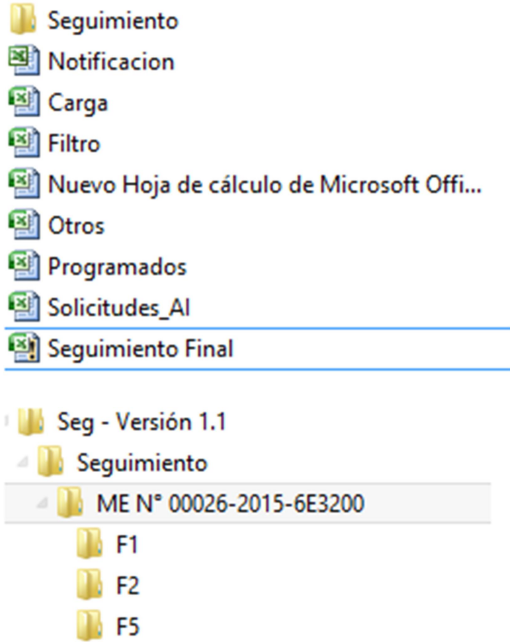 Seguimiento
Notificacion
Carga
Filtro
Nuevo Hoja de cálculo de Microsoft Offi...
Otros
Programados
Solicitudes_AI
Seguimiento Final
Seg - Versión 1.1
Seguimiento
ME N° 00026-2015-6E3200
F1
F2
F5